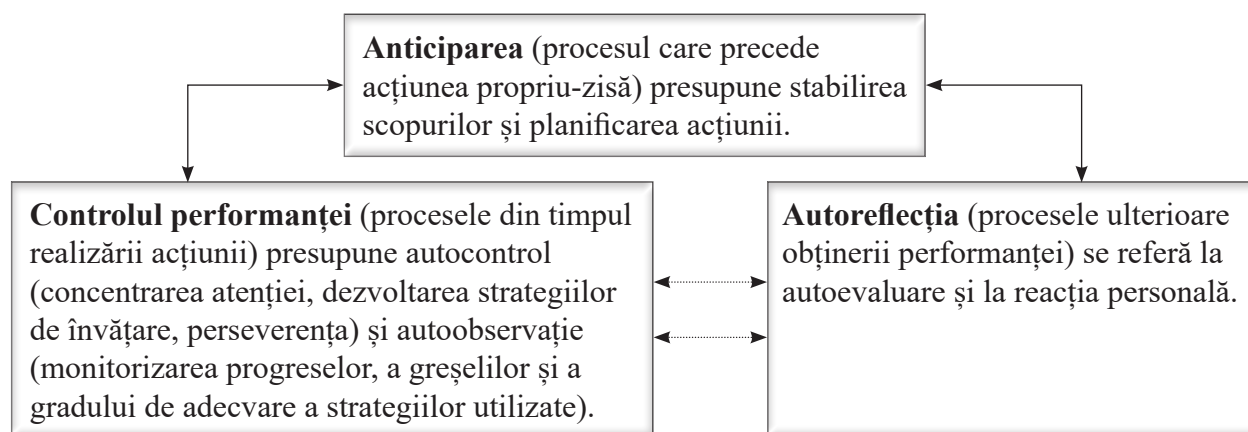 Anticiparea (procesul care precede
acțiunea propriu-zisă) presupune stabilirea
scopurilor și planificarea acțiunii.
Controlul performanței (procesele din timpul
realizării acțiunii) presupune autocontrol
(concentrarea atenției, dezvoltarea strategiilor
de învățare, perseverența) și autoobservație
(monitorizarea progreselor, a greșelilor și a
gradului de adecvare a strategiilor utilizate).
Autoreflecția (procesele ulterioare
obținerii performanței) se referă la
autoevaluare și la reacția personală.